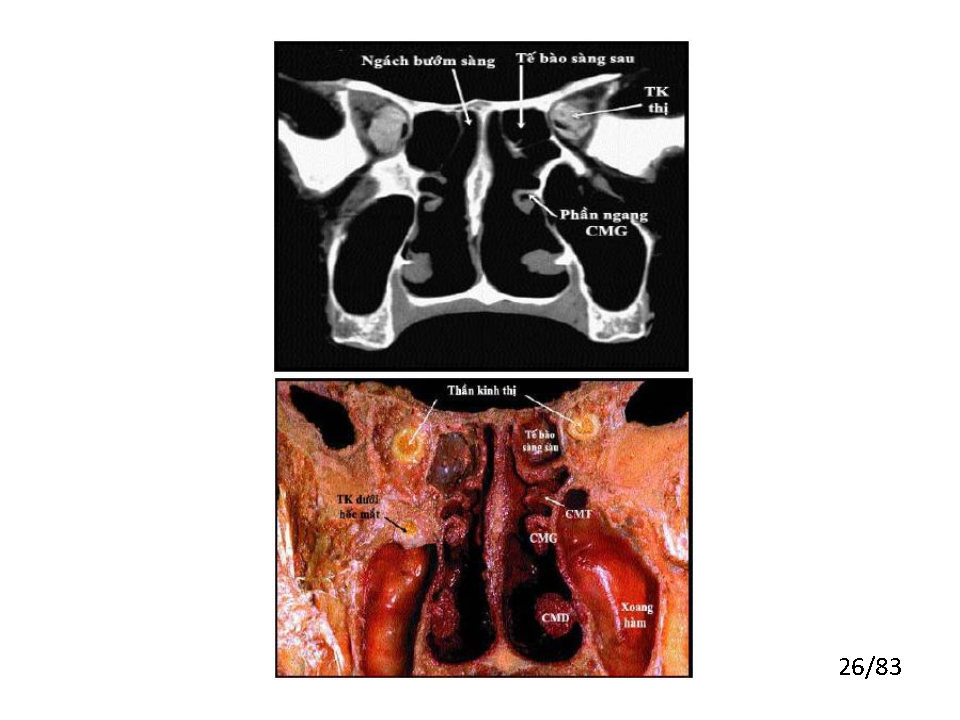 Ngách bướm sàng
Tế bào sàng sau
TK
thị
Phần ngang
CMG
Thần kinh thị
Tế bào
sàng sau
TK dưới
hốc mắt
CMT
CMG
CMD
Xoang
hàm
26/83